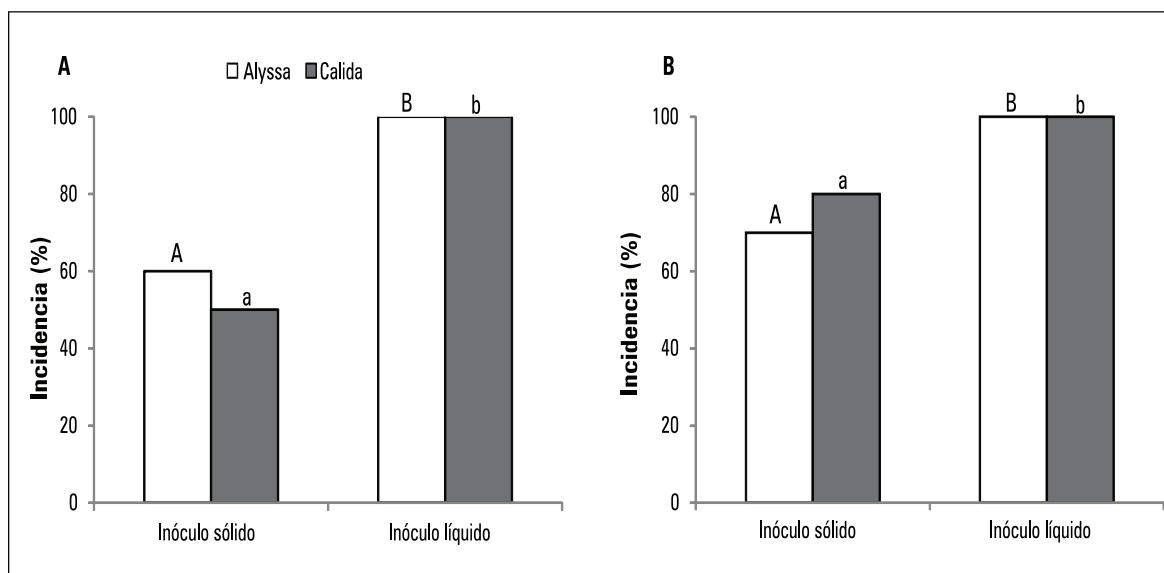 A
Alyssa Calida
Incidencia (%)
100
80
60
40
20
0
A
a
B
b
Inóculo sólido
Inóculo líquido
B
Incidencia (%)
100
80
60
40
20
0
A
a
B
b
Inóculo sólido
Inóculo líquido